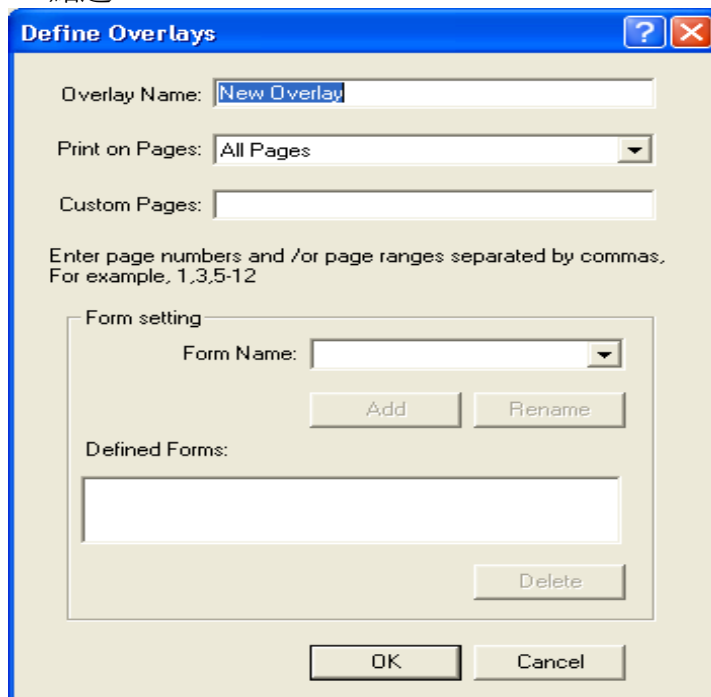 Define Overlays
Overlay Name: New Overlay
Print on Pages: All Pages
Custom Pages:
Enter page numbers and /or page ranges separated by commas,
For example, 1,3,5-12
Form setting
Form Name:
Add Rename
Defined Forms:
Delete
OK Cancel